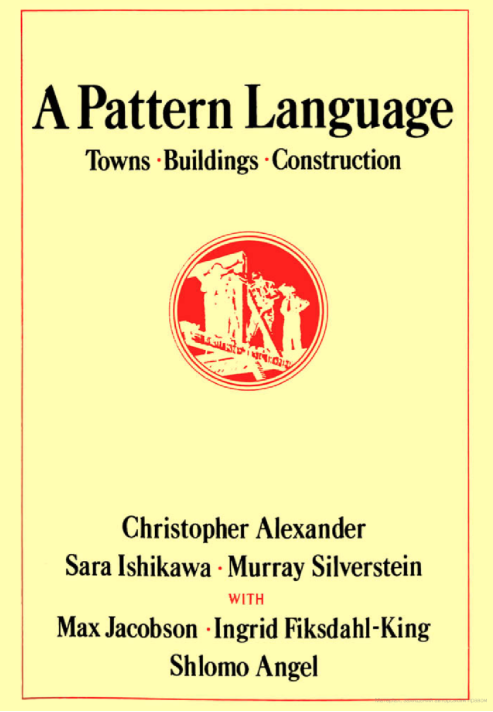 A Pattern Language
Towns · Buildings · Construction
Christopher Alexander
Sara Ishikawa · Murray Silverstein
WITH
Max Jacobson · Ingrid Fiksdahl-King
Shlomo Angel